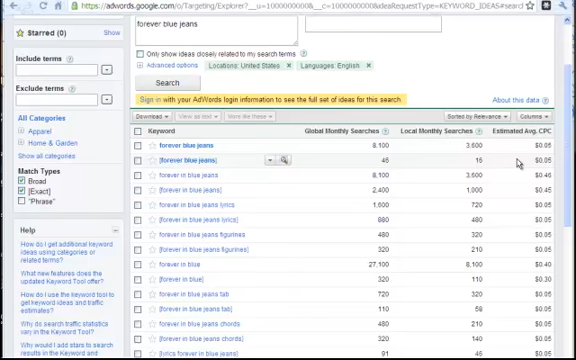 https://adwords.google.com/o/Targeting/Explorer?__u=1000000000&__c=1000000000&ideaRequestType=KEYWORD_IDEAS#search
Starred (0) Show
Include terms
Exclude terms
All Categories
Apparel
Home & Garden
Show all categories
Match Types
Broad
[Exact]
"Phrase"
Help
How do I get additional keyword
ideas using categories or
related terms?
What new features does the
updated Keyword Tool offer?
How do I use the keyword tool to
get keyword ideas and traffic
estimates?
Why do search traffic statistics
vary in the Keyword Tool?
Why would I add stars to search
results in the Keyword and
forever blue jeans
Only show ideas closely related to my search terms
Advanced options Locations: United States × Languages: English ×
Search
Sign in with your AdWords login information to see the full set of ideas for this search.
About this data
Download View as text More like these Sorted by Relevance Columns
Keyword Global Monthly Searches Local Monthly Searches Estimated Avg. CPC
forever blue jeans 8,100 3,600 $0.05
[forever blue jeans] 46 16 $0.05
forever in blue jeans 8,100 3,600 $0.45
[forever in blue jeans] 2,400 1,000 $0.45
forever in blue jeans lyrics 1,600 720 $0.05
[forever in blue jeans lyrics] 880 480 $0.05
forever in blue jeans figurines 480 320 $0.05
[forever in blue jeans figurines] 320 210 $0.05
forever in blue 27,100 8,100 $0.40
[forever in blue] 320 110 $0.30
forever in blue jeans tab 720 320 $0.05
[forever in blue jeans tab] 110 58 $0.05
forever in blue jeans chords 480 210 $0.05
[forever in blue jeans chords] 320 140 $0.05
[lyrics forever in blue jeans] 91 46 $0.05